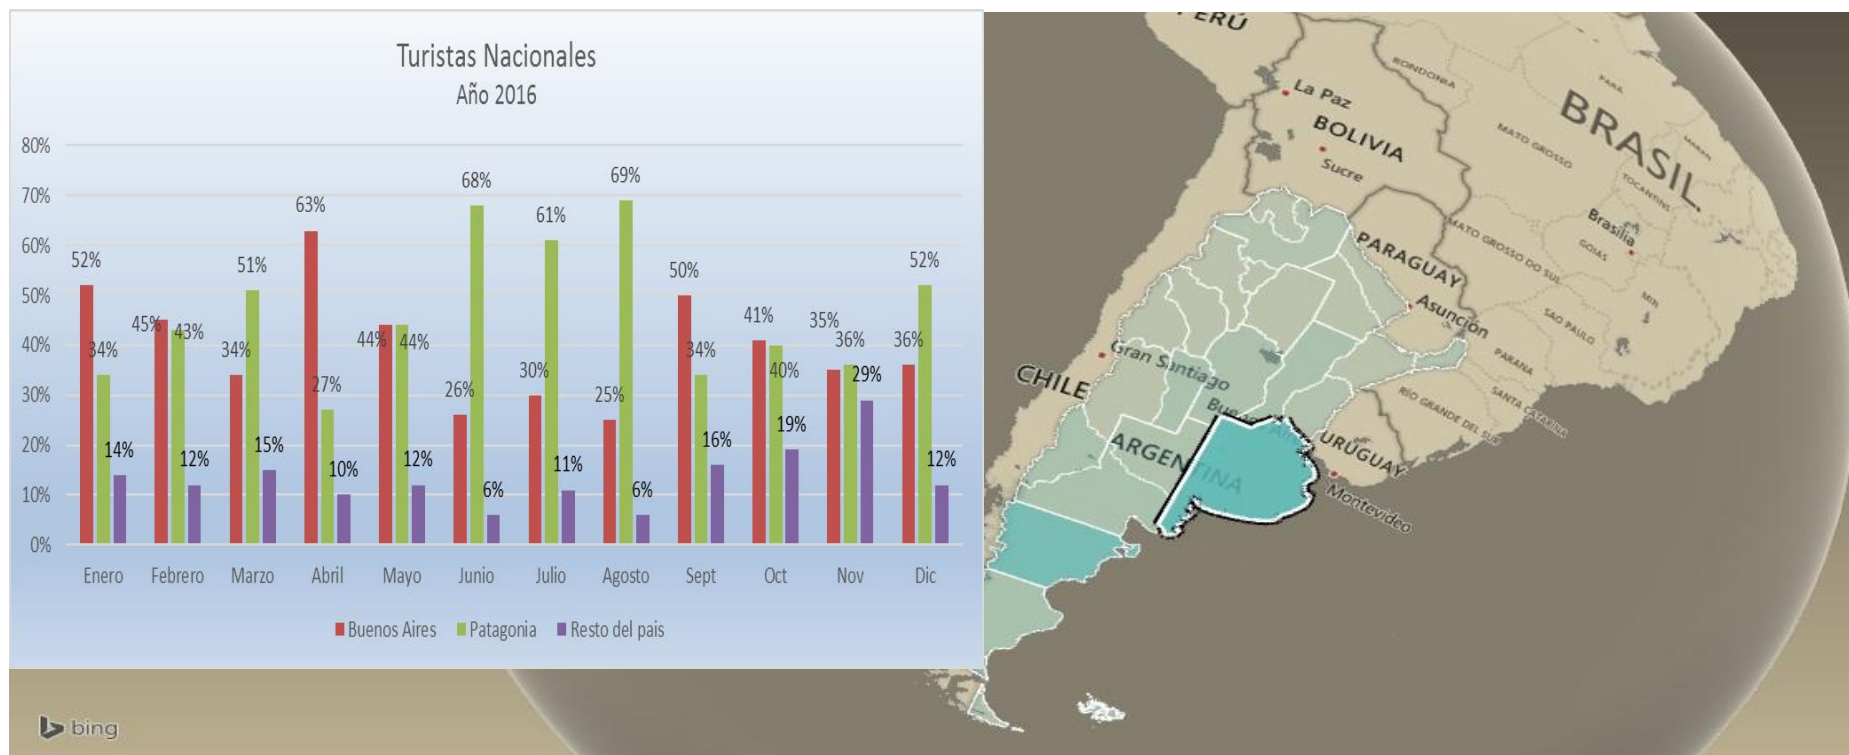 Turistas Nacionales
Año 2016
80%
70%
60%
50%
40%
30%
20%
10%
0%
52%
34%
14%
45%
43%
12%
34%
51%
15%
63%
27%
10%
44%
44%
12%
26%
68%
6%
30%
61%
11%
25%
69%
6%
50%
34%
16%
41%
40%
19%
35%
36%
29%
36%
52%
12%
Enero Febrero Marzo Abril Mayo Junio Julio Agosto Sept Oct Nov Dic
Buenos Aires Patagonia Resto del pais
PERÚ
RONDONIA
PARA
La Paz
BOLIVIA
Sucre
BRASIL
MATO GROSSO
TOCANTINS
Brasilia
GOIAS
MATO GROSSO DO SUL
PARAGUAY
Asunción
SAO PAULO
PARANA
SANTA CATARINA
RIO GRANDE DEL SUR
Gran Santiago
CHILE
ARGENTINA
URUGUAY
Montevideo
bing